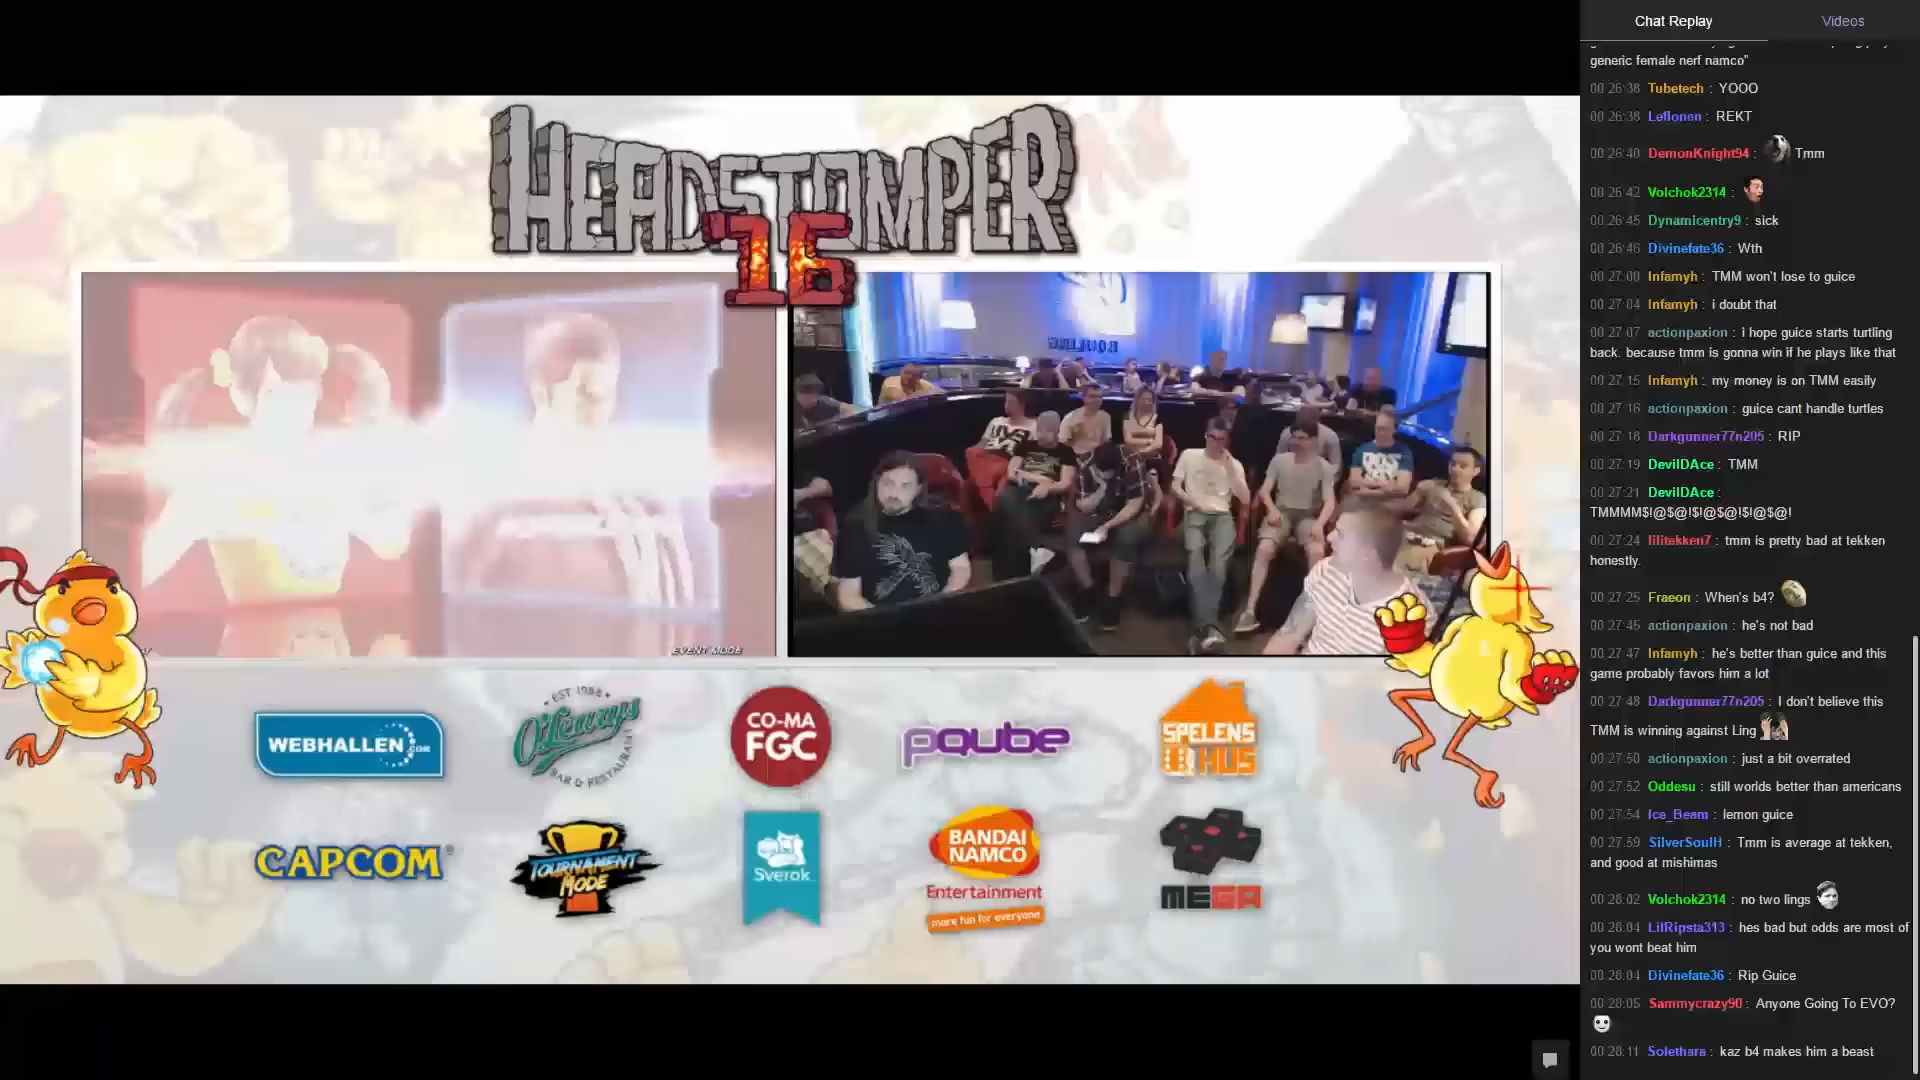 HEADSTOMPER
16
EVENT MODE
WEBHALLEN.COM
EST 1988
O'Learys
BAR & RESTAURANT
CO-MA
FGC
PQube
SPELENS
HUS
CAPCOM
TOURNAMENT
MODE
Sverok
BANDAI
NAMCO
Entertainment
more fun for everyone
MEGA
Chat Replay
Videos
generic female nerf namco"
00:26:38 Tubetech : YOOO
00:26:38 Leflonen : REKT
00:26:40 DemonKnight94 : Tmm
00:26:42 Volchok2314 :
00:26:45 Dynamicentry9 : sick
00:26:46 Divinefate36 : Wth
00:27:00 Infamyh : TMM won't lose to guice
00:27:04 Infamyh : i doubt that
00:27:07 actionpaxion : i hope guice starts turtling
back. because tmm is gonna win if he plays like that
00:27:15 Infamyh : my money is on TMM easily
00:27:16 actionpaxion : guice cant handle turtles
00:27:18 Darkgunner77n205 : RIP
00:27:19 DevilDAce : TMM
00:27:21 DevilDAce :
TMMMM$!@$@!$!@$@!$!@$@!
00:27:24 lilitekken7 : tmm is pretty bad at tekken
honestly.
00:27:25 Fraeon : When's b4?
00:27:45 actionpaxion : he's not bad
00:27:47 Infamyh : he's better than guice and this
game probably favors him a lot
00:27:48 Darkgunner77n205 : I don't believe this
TMM is winning against Ling
00:27:50 actionpaxion : just a bit overrated
00:27:52 Oddesu : still worlds better than americans
00:27:54 Ice_Beam : lemon guice
00:27:59 SilverSoulH : Tmm is average at tekken,
and good at mishimas
00:28:02 Volchok2314 : no two lings
00:28:04 LilRipsta313 : hes bad but odds are most of
you wont beat him
00:28:04 Divinefate36 : Rip Guice
00:28:05 Sammycrazy90 : Anyone Going To EVO?
00:28:11 Solethara : kaz b4 makes him a beast